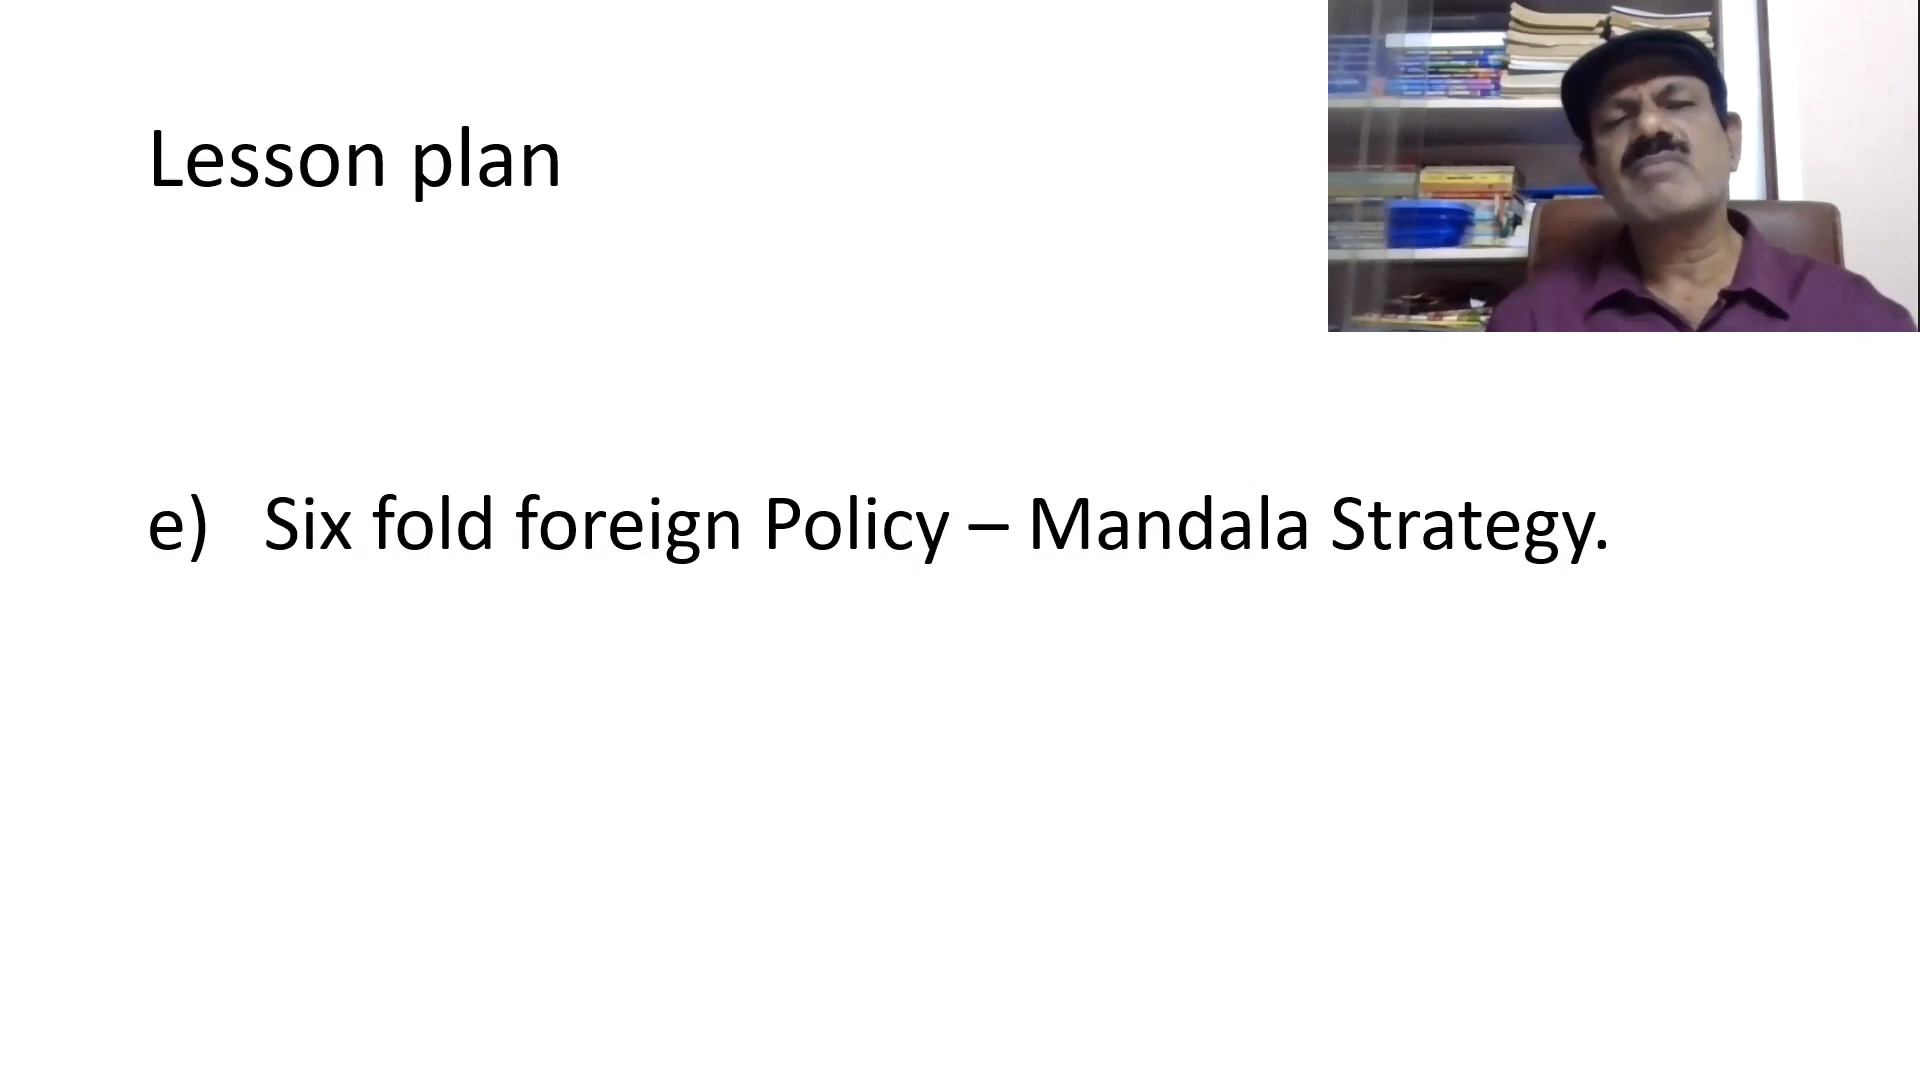 Lesson plan
e) Six fold foreign Policy – Mandala Strategy.